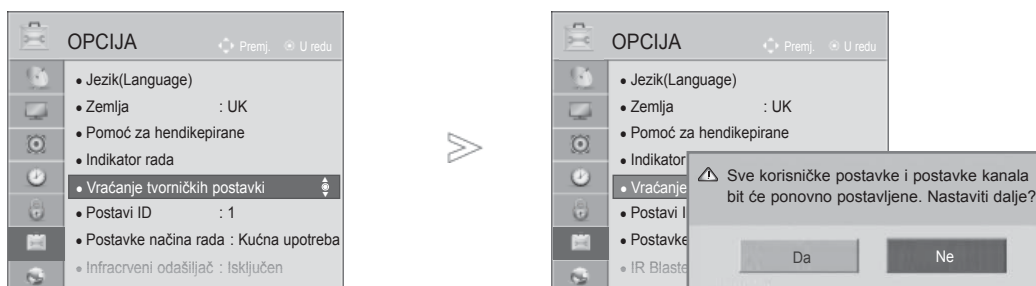 OPCIJA
Premj. U redu
• Jezik(Language)
• Zemlja : UK
• Pomoć za hendikepirane
• Indikator rada
• Vraćanje tvorničkih postavki
• Postavi ID : 1
• Postavke načina rada : Kućna upotreba
• Infracrveni odašiljač : Isključen
>
OPCIJA
Premj. U redu
• Jezik(Language)
• Zemlja : UK
• Pomoć za hendikepirane
• Indikator
• Vraćanje
• Postavi I
• Postavke
• IR Blaste
Sve korisničke postavke i postavke kanala
bit će ponovno postavljene. Nastaviti dalje?
Da
Ne